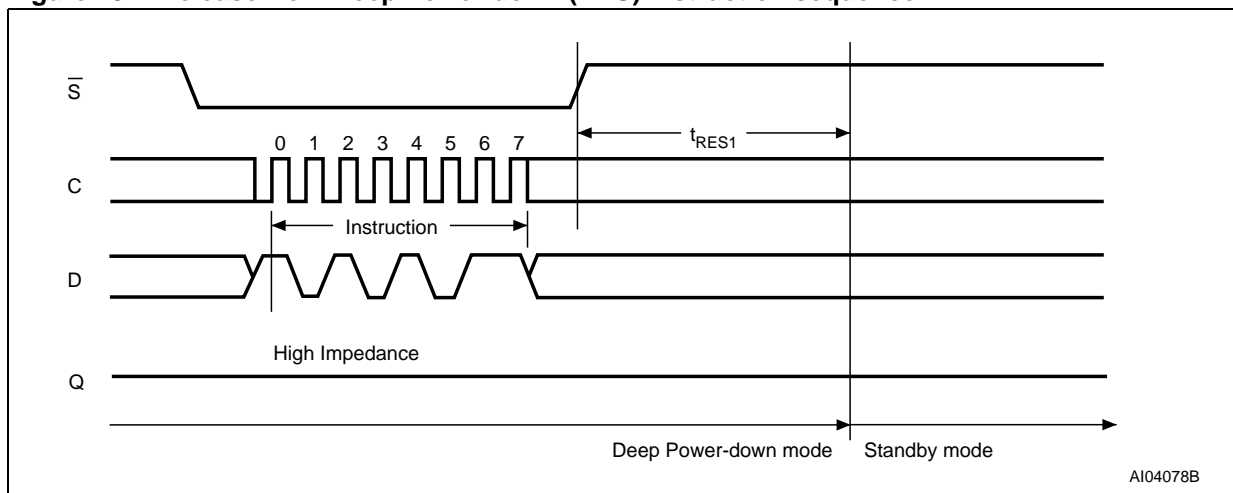 S
0 1 2 3 4 5 6 7
tRES1
C
Instruction
D
High Impedance
Q
Deep Power-down mode Standby mode
AI04078B